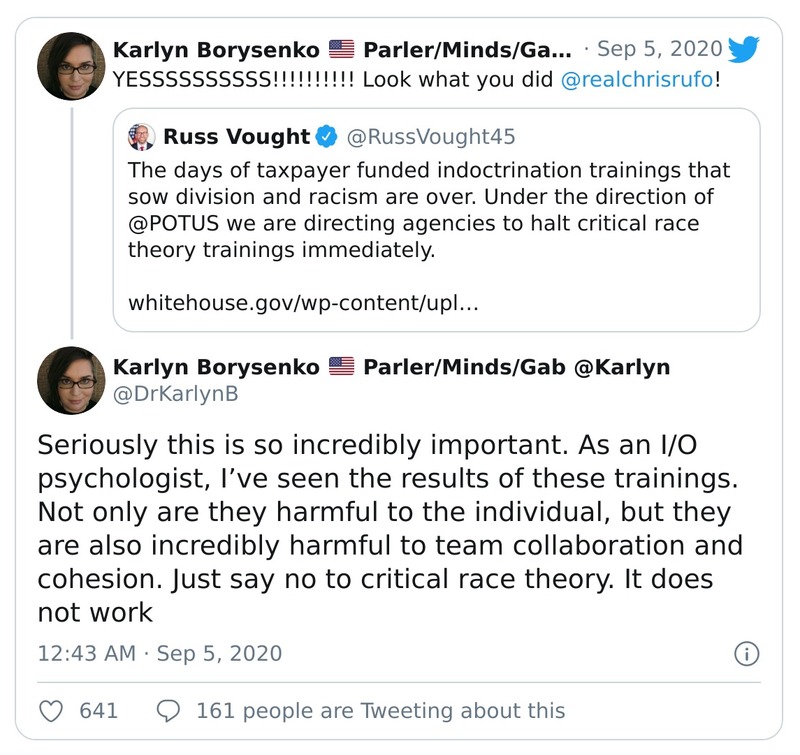 Karlyn Borysenko 🇺🇸 Parler/Minds/Ga... · Sep 5, 2020
YESSSSSSSSSS!!!!!!!!!! Look what you did @realchrisrufo!
Russ Vought @RussVought45
The days of taxpayer funded indoctrination trainings that
sow division and racism are over. Under the direction of
@POTUS we are directing agencies to halt critical race
theory trainings immediately.
whitehouse.gov/wp-content/upl…
Karlyn Borysenko 🇺🇸 Parler/Minds/Gab @Karlyn
@DrKarlynB
Seriously this is so incredibly important. As an I/O
psychologist, I’ve seen the results of these trainings.
Not only are they harmful to the individual, but they
are also incredibly harmful to team collaboration and
cohesion. Just say no to critical race theory. It does
not work
12:43 AM · Sep 5, 2020
641 161 people are Tweeting about this